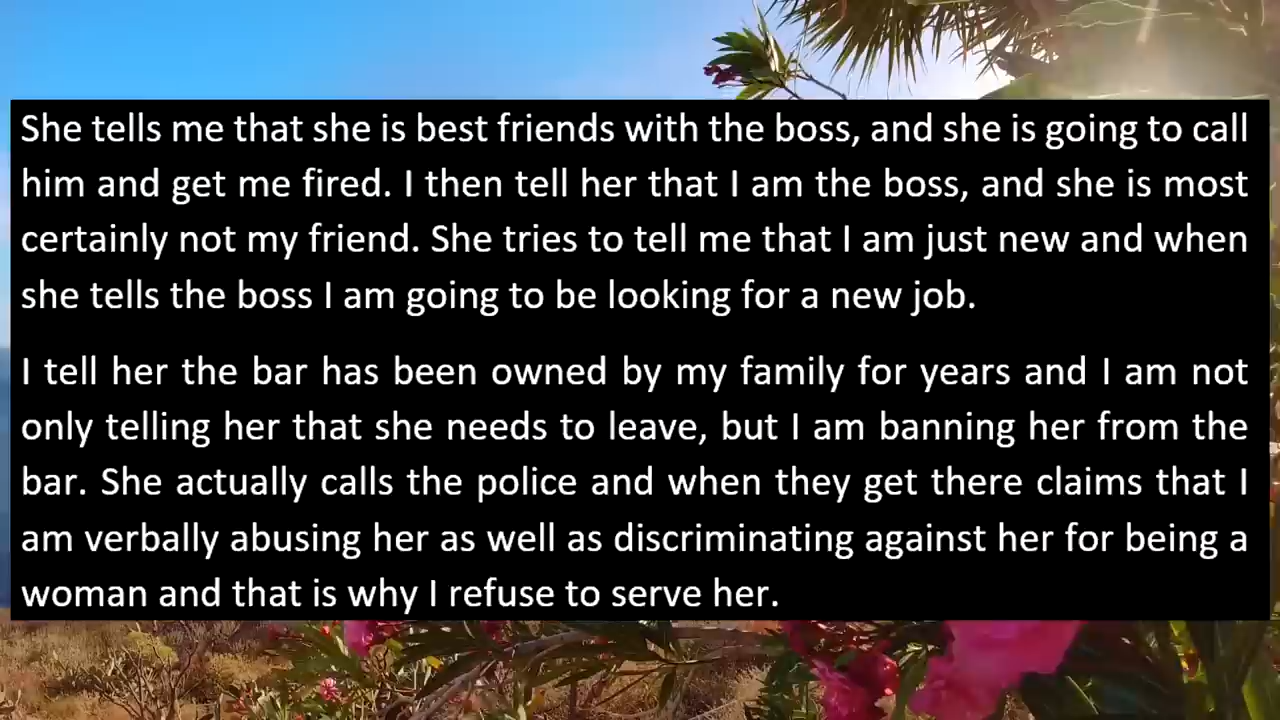 She tells me that she is best friends with the boss, and she is going to call
him and get me fired. I then tell her that I am the boss, and she is most
certainly not my friend. She tries to tell me that I am just new and when
she tells the boss I am going to be looking for a new job.
I tell her the bar has been owned by my family for years and I am not
only telling her that she needs to leave, but I am banning her from the
bar. She actually calls the police and when they get there claims that I
am verbally abusing her as well as discriminating against her for being a
woman and that is why I refuse to serve her.